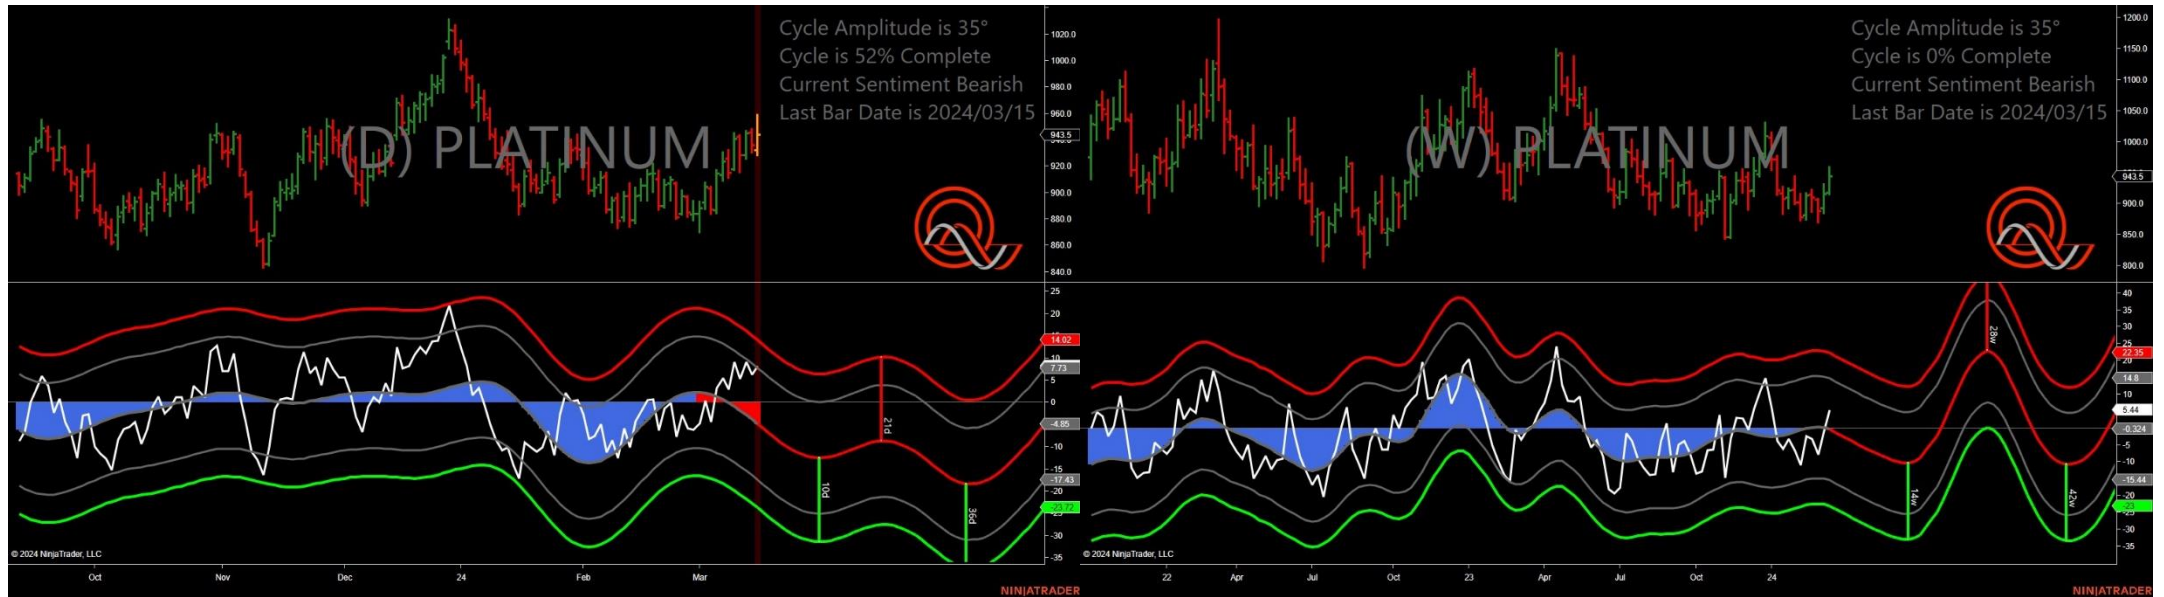 Cycle Amplitude is 35°
Cycle is 52% Complete
Current Sentiment Bearish
Last Bar Date is 2024/03/15
(D) PLATINUM
1020.0
1000.0
980.0
960.0
943.5
920.0
900.0
880.0
860.0
840.0
25
20
14.02
10
7.73
5
0
-4.85
-10
-15
-17.43
-20
-23.72
-30
-35
21d
10d
36d
© 2024 NinjaTrader, LLC
Oct
Nov
Dec
24
Feb
Mar
NINJATRADER
Cycle Amplitude is 35°
Cycle is 0% Complete
Current Sentiment Bearish
Last Bar Date is 2024/03/15
(W) PLATINUM
1200.0
1150.0
1100.0
1050.0
1000.0
943.5
900.0
850.0
800.0
40
35
30
25
22.35
20
14.8
10
5.44
-0.324
-5
-10
-15.44
-20
-23
-25
-30
-35
28w
14w
42w
© 2024 NinjaTrader, LLC
22
Apr
Jul
Oct
23
Apr
Jul
Oct
24
NINJATRADER